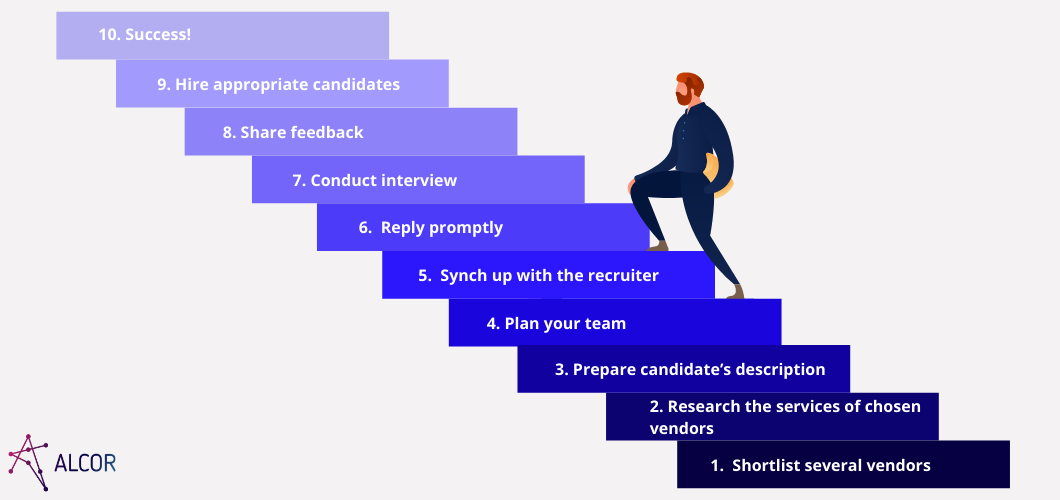 10. Success!
9. Hire appropriate candidates
8. Share feedback
7. Conduct interview
6. Reply promptly
5. Synch up with the recruiter
4. Plan your team
3. Prepare candidate’s description
2. Research the services of chosen
vendors
1. Shortlist several vendors
ALCOR